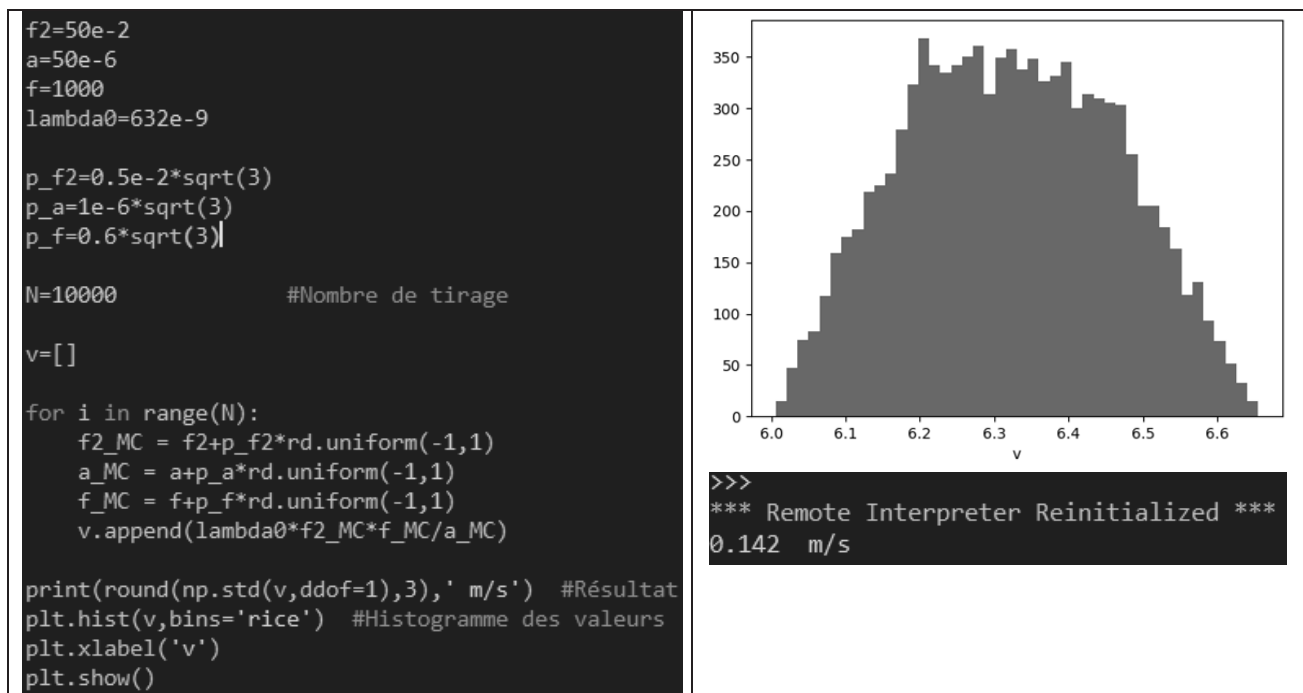 f2=50e-2
a=50e-6
f=1000
lambda0=632e-9
p_f2=0.5e-2*sqrt(3)
p_a=1e-6*sqrt(3)
p_f=0.6*sqrt(3)
N=10000 #Nombre de tirage
v=[]
for i in range(N):
    f2_MC = f2+p_f2*rd.uniform(-1,1)
    a_MC = a+p_a*rd.uniform(-1,1)
    f_MC = f+p_f*rd.uniform(-1,1)
    v.append(lambda0*f2_MC*f_MC/a_MC)
print(round(np.std(v,ddof=1),3),' m/s') #Résultat
plt.hist(v,bins='rice') #Histogramme des valeurs
plt.xlabel('v')
plt.show()
350
300
250
200
150
100
50
0
6.0 6.1 6.2 6.3 6.4 6.5 6.6
v
>>>
*** Remote Interpreter Reinitialized ***
0.142 m/s